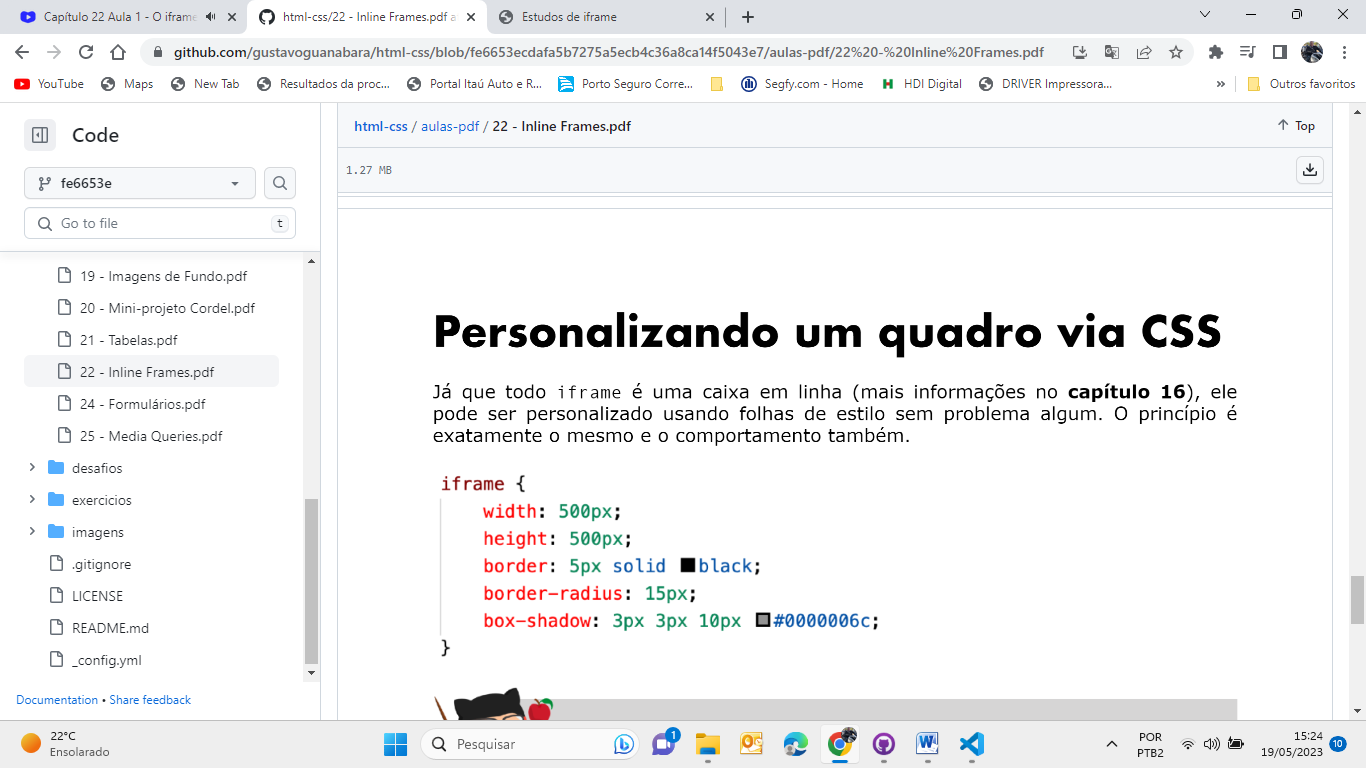 Capítulo 22 Aula 1 - O iframe
html-css/22 - Inline Frames.pdf a
Estudos de iframe
github.com/gustavoguanabara/html-css/blob/fe6653ecdafa5b7275a5ecb4c36a8ca14f5043e7/aulas-pdf/22%20-%20Inline%20Frames.pdf
YouTube
Maps
New Tab
Resultados da proc...
Portal Itaú Auto e R...
Porto Seguro Corre...
Segfy.com - Home
HDI Digital
DRIVER Impressora...
»
Outros favoritos
Code
fe6653e
Go to file
t
19 - Imagens de Fundo.pdf
20 - Mini-projeto Cordel.pdf
21 - Tabelas.pdf
22 - Inline Frames.pdf
24 - Formulários.pdf
25 - Media Queries.pdf
desafios
exercicios
imagens
.gitignore
LICENSE
README.md
_config.yml
Documentation • Share feedback
html-css / aulas-pdf / 22 - Inline Frames.pdf
Top
1.27 MB
Personalizando um quadro via CSS
Já que todo iframe é uma caixa em linha (mais informações no capítulo 16), ele
pode ser personalizado usando folhas de estilo sem problema algum. O princípio é
exatamente o mesmo e o comportamento também.
iframe {
width: 500px;
height: 500px;
border: 5px solid black;
border-radius: 15px;
box-shadow: 3px 3px 10px #0000006c;
}
22°C
Ensolarado
Pesquisar
1
POR
PTB2
15:24
19/05/2023
10